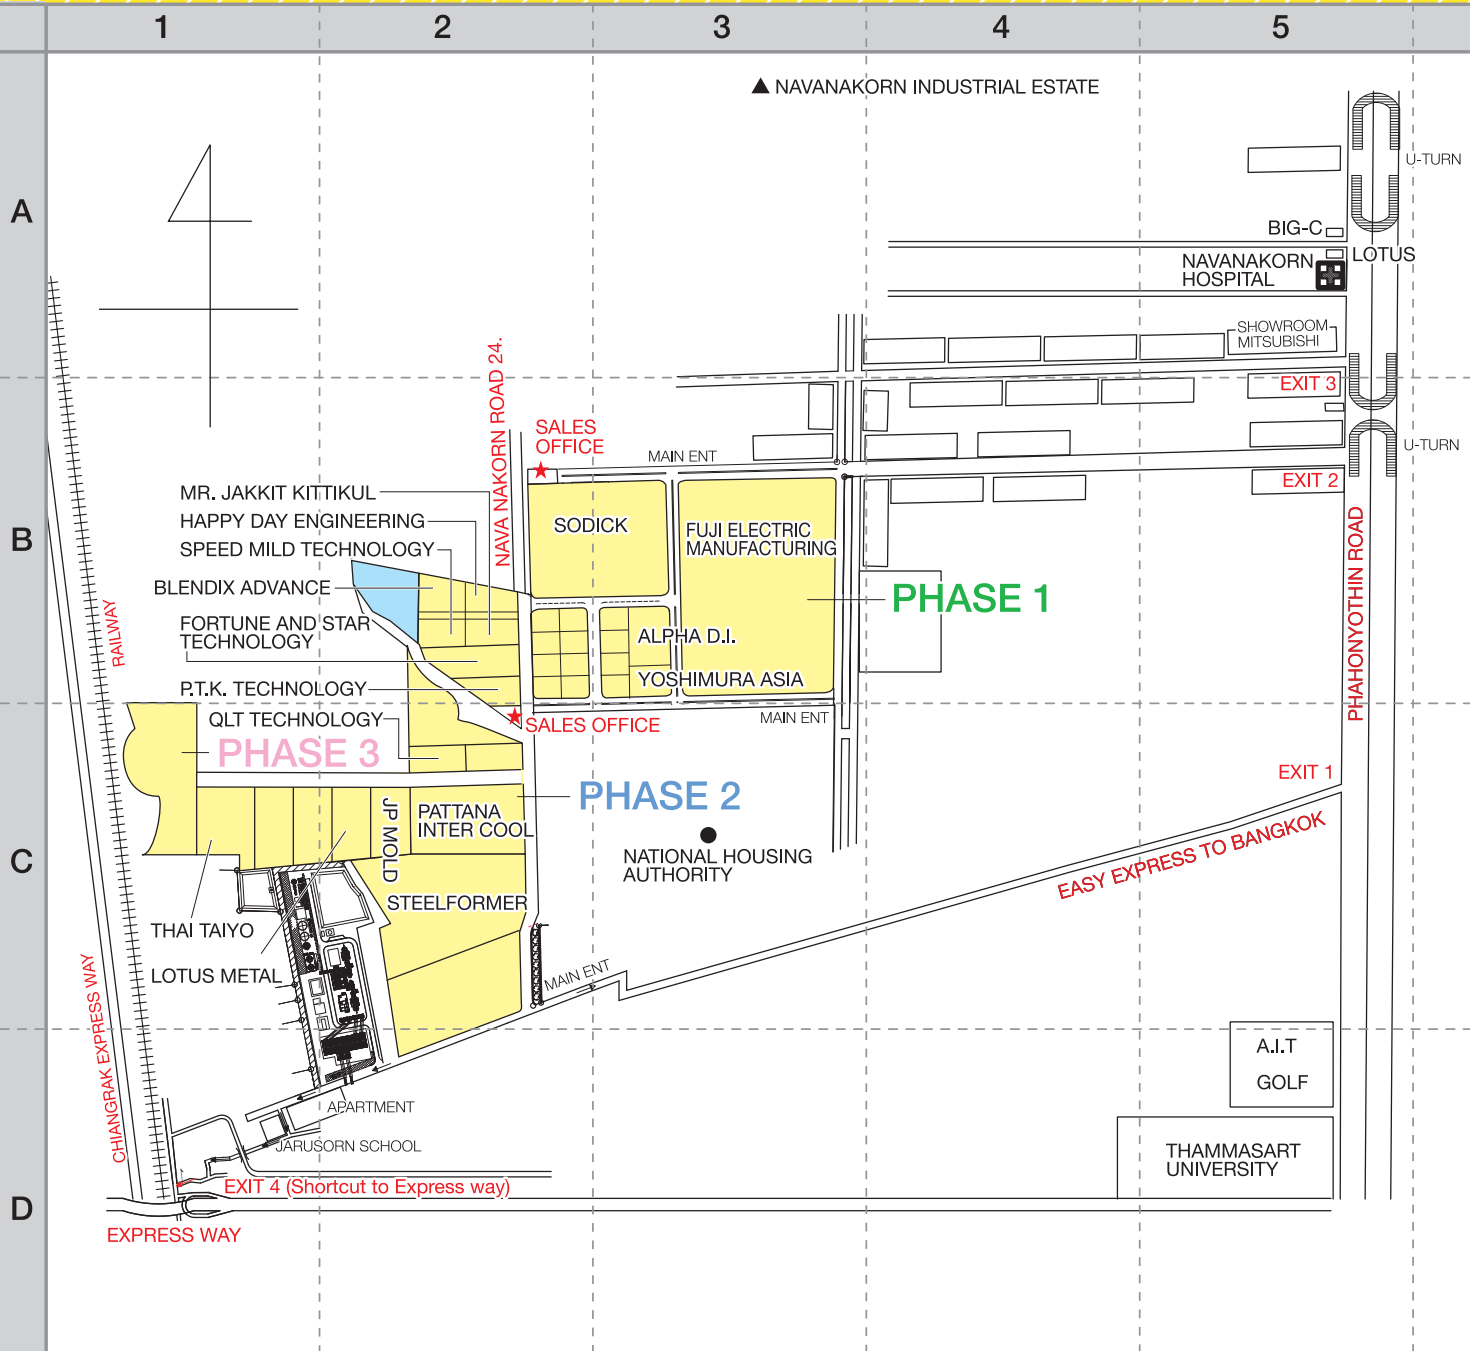 1
2
3
4
5
▲ NAVANAKORN INDUSTRIAL ESTATE
U-TURN
A
BIG-C
NAVANAKORN
HOSPITAL
LOTUS
SHOWROOM
MITSUBISHI
EXIT 3
NAVA NAKORN ROAD 24.
SALES
OFFICE
MAIN ENT
U-TURN
EXIT 2
MR. JAKKIT KITTIKUL
HAPPY DAY ENGINEERING
SPEED MILD TECHNOLOGY
BLENDIX ADVANCE
FORTUNE AND STAR
TECHNOLOGY
P.T.K. TECHNOLOGY
QLT TECHNOLOGY
B
SODICK
FUJI ELECTRIC
MANUFACTURING
PHASE 1
ALPHA D.I.
YOSHIMURA ASIA
PHAHONYOTHIN ROAD
RAILWAY
SALES OFFICE
MAIN ENT
PHASE 3
EXIT 1
PHASE 2
JP MOLD
PATTANA
INTER COOL
EASY EXPRESS TO BANGKOK
C
NATIONAL HOUSING
AUTHORITY
STEELFORMER
THAI TAIYO
LOTUS METAL
MAIN ENT
CHIANGRAK EXPRESS WAY
A.I.T
GOLF
APARTMENT
JARUSORN SCHOOL
THAMMASART
UNIVERSITY
EXIT 4 (Shortcut to Express way)
D
EXPRESS WAY